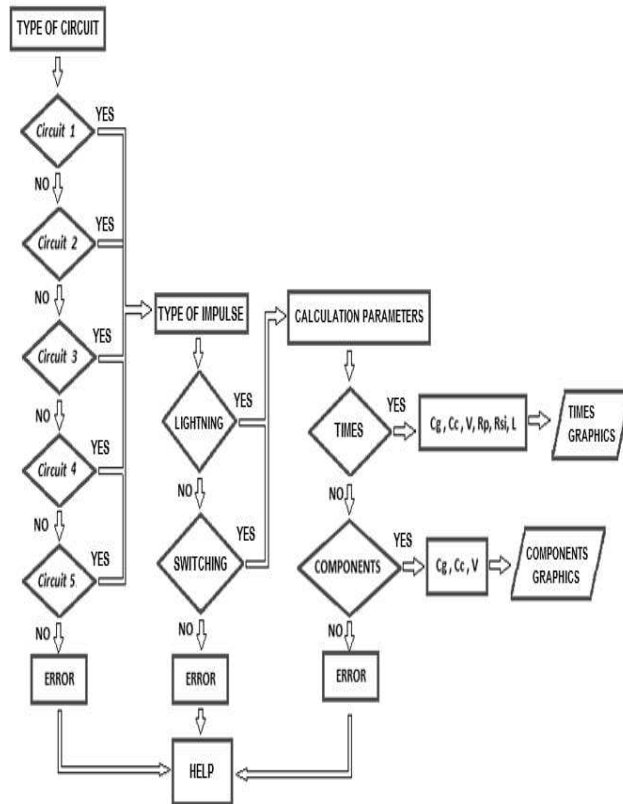 TYPE OF CIRCUIT
Circuit 1
YES
NO
Circuit 2
YES
NO
Circuit 3
YES
NO
Circuit 4
YES
NO
Circuit 5
YES
NO
ERROR
TYPE OF IMPULSE
LIGHTNING
YES
NO
SWITCHING
YES
NO
ERROR
HELP
CALCULATION PARAMETERS
TIMES
YES
Cg , Cc , V, Rp, Rsi, L
TIMES
GRAPHICS
NO
COMPONENTS
YES
Cg , Cc , V
COMPONENTS
GRAPHICS
NO
ERROR